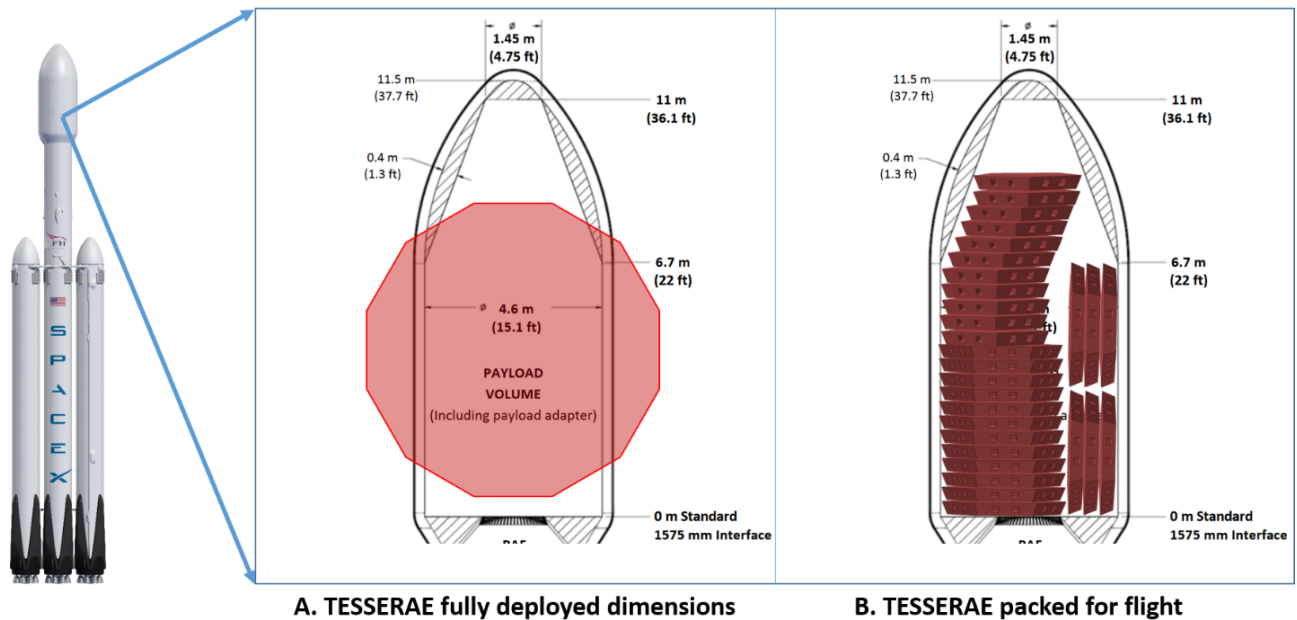 FH
S
P
A
C
E
X
⌀
1.45 m
(4.75 ft)
11.5 m
(37.7 ft)
11 m
(36.1 ft)
0.4 m
(1.3 ft)
6.7 m
(22 ft)
⌀ 4.6 m
(15.1 ft)
PAYLOAD
VOLUME
(Including payload adapter)
0 m Standard
1575 mm Interface
A. TESSERAE fully deployed dimensions
⌀
1.45 m
(4.75 ft)
11.5 m
(37.7 ft)
11 m
(36.1 ft)
0.4 m
(1.3 ft)
6.7 m
(22 ft)
0 m Standard
1575 mm Interface
B. TESSERAE packed for flight